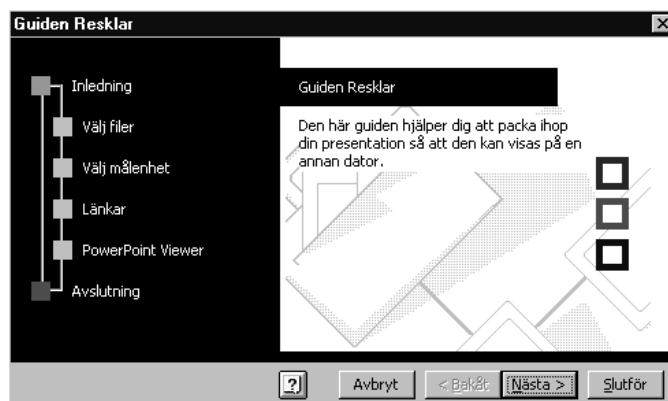 Guiden Resklar
Inledning
Välj filer
Välj målenhet
Länkar
PowerPoint Viewer
Avslutning
Guiden Resklar
Den här guiden hjälper dig att packa ihop
din presentation så att den kan visas på en
annan dator.
? Avbryt < Bakåt Nästa > Slutför